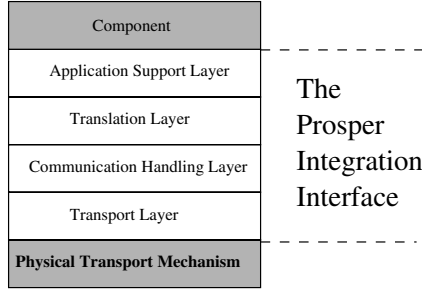 Component
Application Support Layer
Translation Layer
Communication Handling Layer
Transport Layer
Physical Transport Mechanism
The
Prosper
Integration
Interface